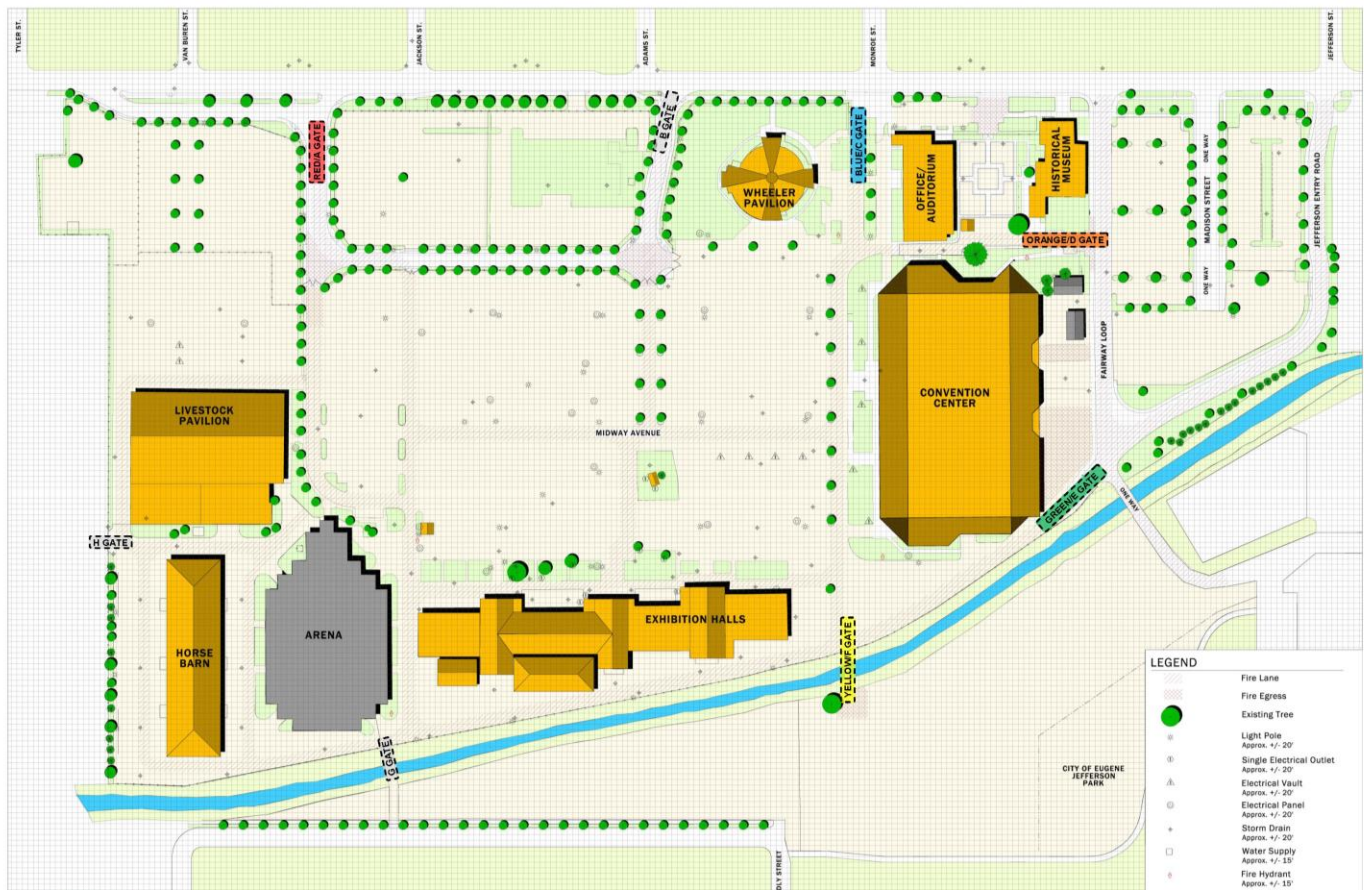 TYLER ST.
VAN BUREN ST.
JACKSON ST.
ADAMS ST.
MONROE ST.
JEFFERSON ST.
RED/A GATE
B GATE
BLUE/C GATE
WHEELER
PAVILION
OFFICE/
AUDITORIUM
HISTORICAL
MUSEUM
ORANGE/D GATE
ONE WAY
MADISON STREET
ONE WAY
JEFFERSON ENTRY ROAD
FAIRWAY LOOP
LIVESTOCK
PAVILION
CONVENTION
CENTER
MIDWAY AVENUE
GREEN/E GATE
ONE WAY
H GATE
HORSE
BARN
ARENA
EXHIBITION HALLS
YELLOW/F GATE
G GATE
CITY OF EUGENE
JEFFERSON
PARK
OLY STREET
LEGEND
Fire Lane
Fire Egress
Existing Tree
Light Pole
Approx. +/- 20'
Single Electrical Outlet
Approx. +/- 20'
Electrical Vault
Approx. +/- 20'
Electrical Panel
Approx. +/- 20'
Storm Drain
Approx. +/- 20'
Water Supply
Approx. +/- 15'
Fire Hydrant
Approx. +/- 15'